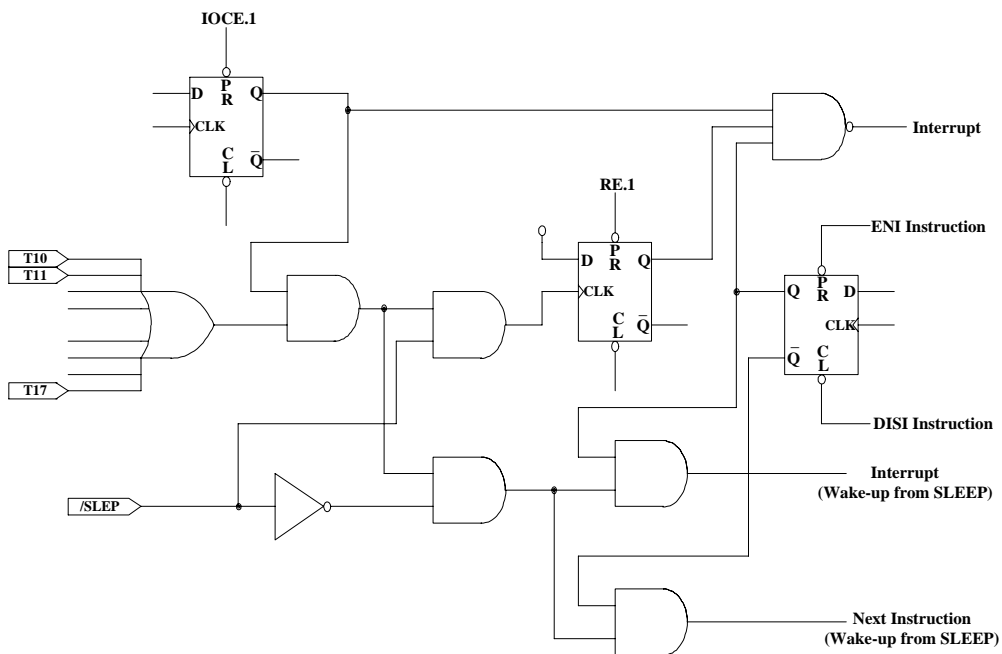 IOCE.1
D
P
R
Q
CLK
C
L
Q̅
Interrupt
RE.1
D
P
R
Q
CLK
C
L
Q̅
ENI Instruction
Q
P
R
D
CLK
Q̅
C
L
DISI Instruction
T10
T11
T17
/SLEP
Interrupt
(Wake-up from SLEEP)
Next Instruction
(Wake-up from SLEEP)